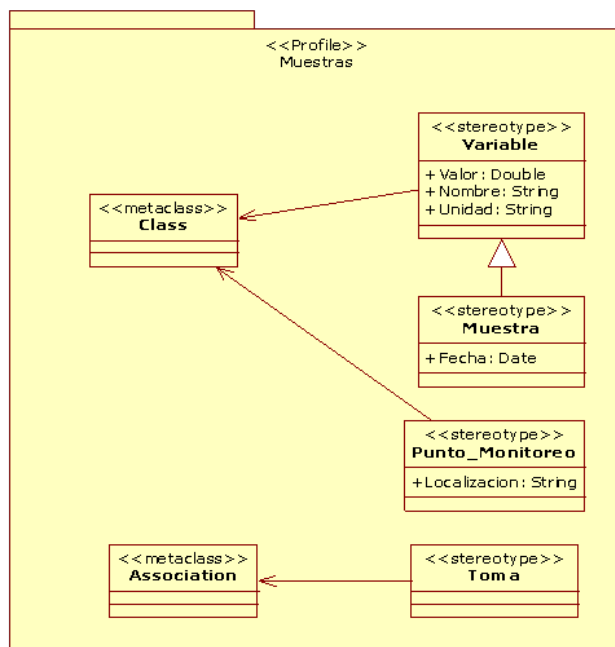 <<Profile>>
Muestras
<<stereotype>>
Variable
+ Valor: Double
+ Nombre: String
+ Unidad: String
<<metaclass>>
Class
<<stereotype>>
Muestra
+ Fecha: Date
<<stereotype>>
Punto_Monitoreo
+Localizacion: String
<<metaclass>>
Association
<<stereotype>>
Toma